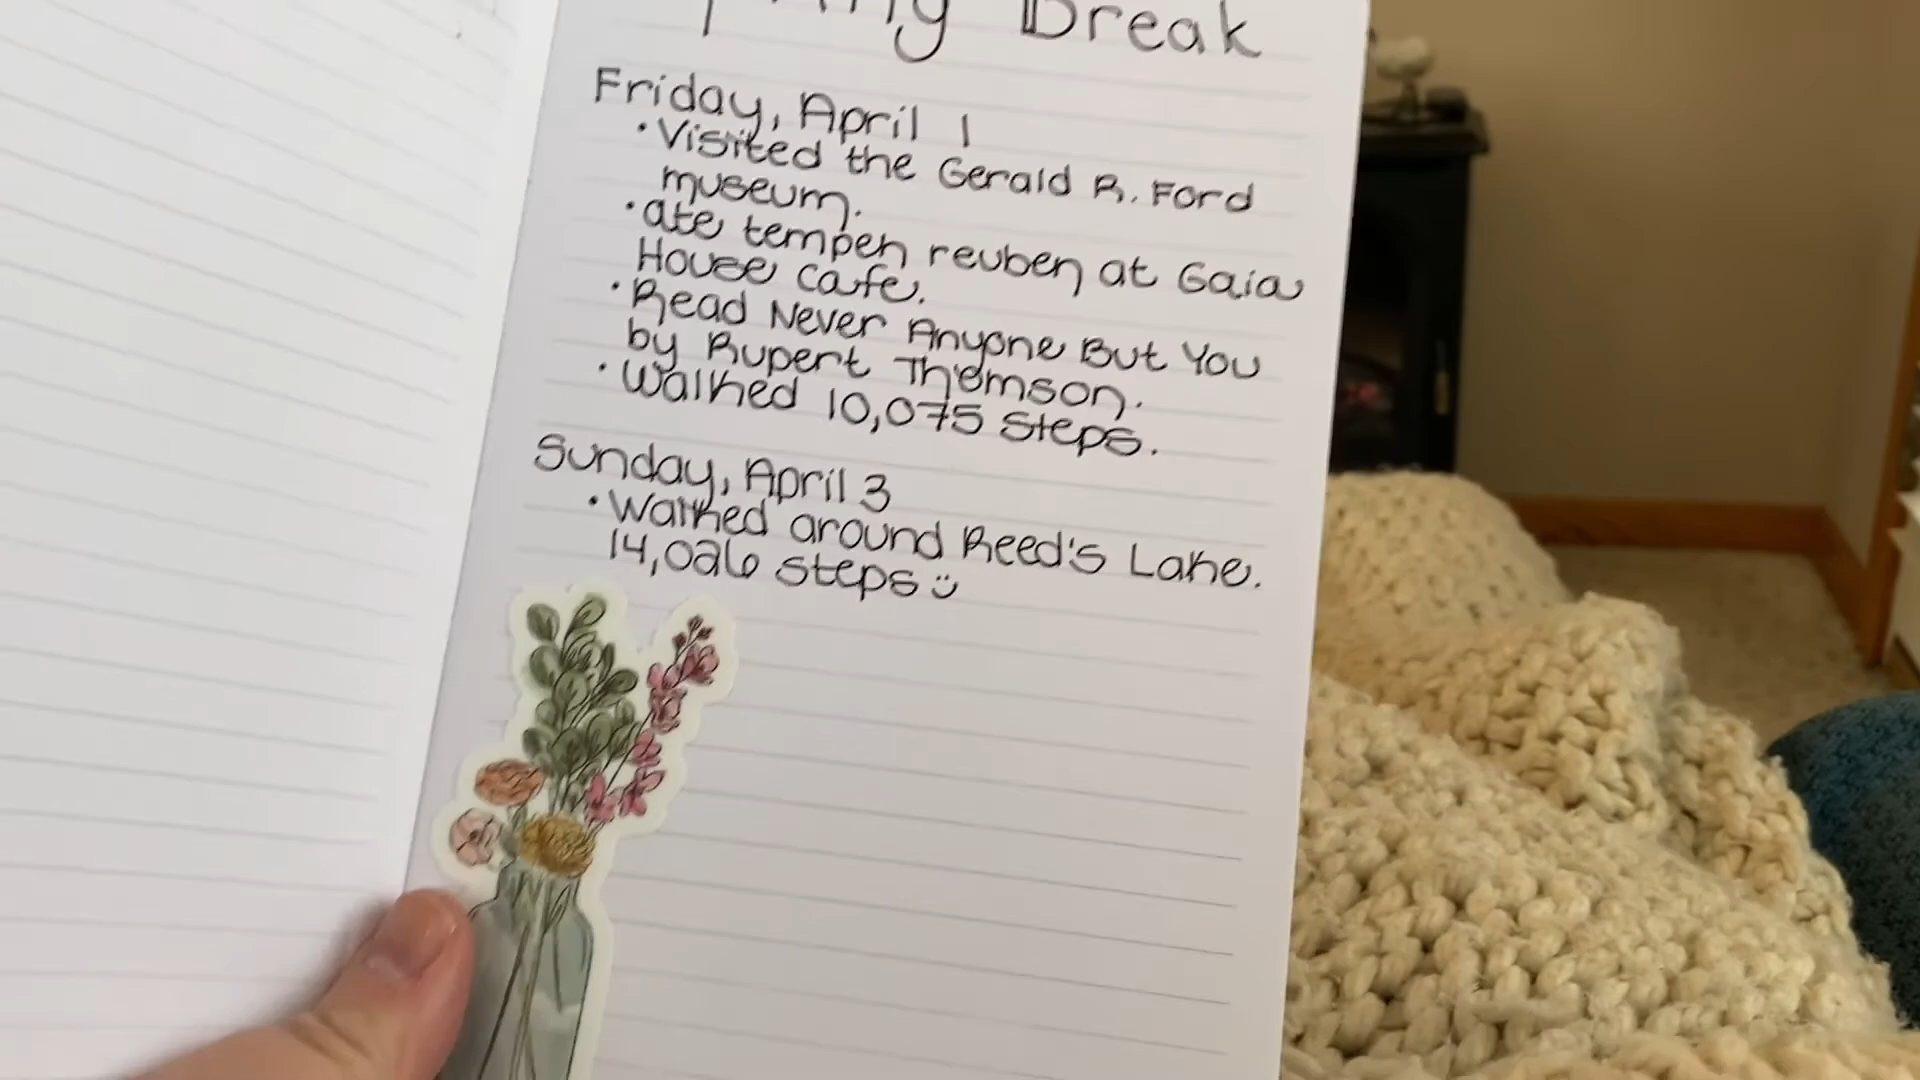 Spring Break
Friday, April 1
• Visited the Gerald R. Ford
museum.
• ate tempeh reuben at Gaia
House Cafe.
• Read Never Anyone But You
by Rupert Thomson.
• Walked 10,075 Steps.
Sunday, April 3
• Walked around Reed's Lake.
14,026 steps :)